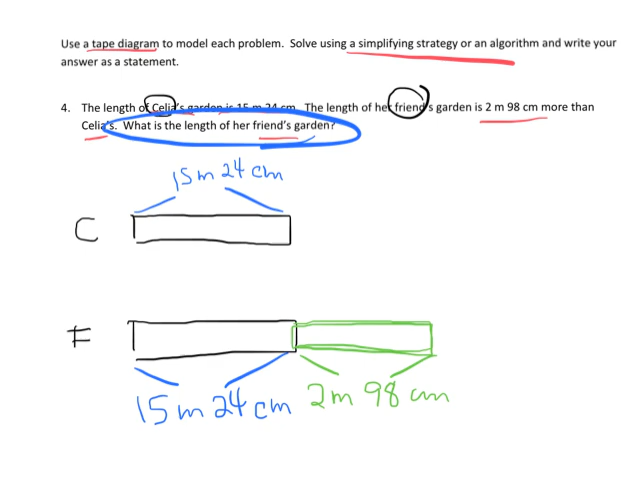 Use a tape diagram to model each problem. Solve using a simplifying strategy or an algorithm and write your
answer as a statement.
4. The length of Celia's garden is 15 m 24 cm. The length of her friend's garden is 2 m 98 cm more than
Celia's. What is the length of her friend's garden?
15m 24 cm
C
F
15 m 24 cm 2m 98 cm